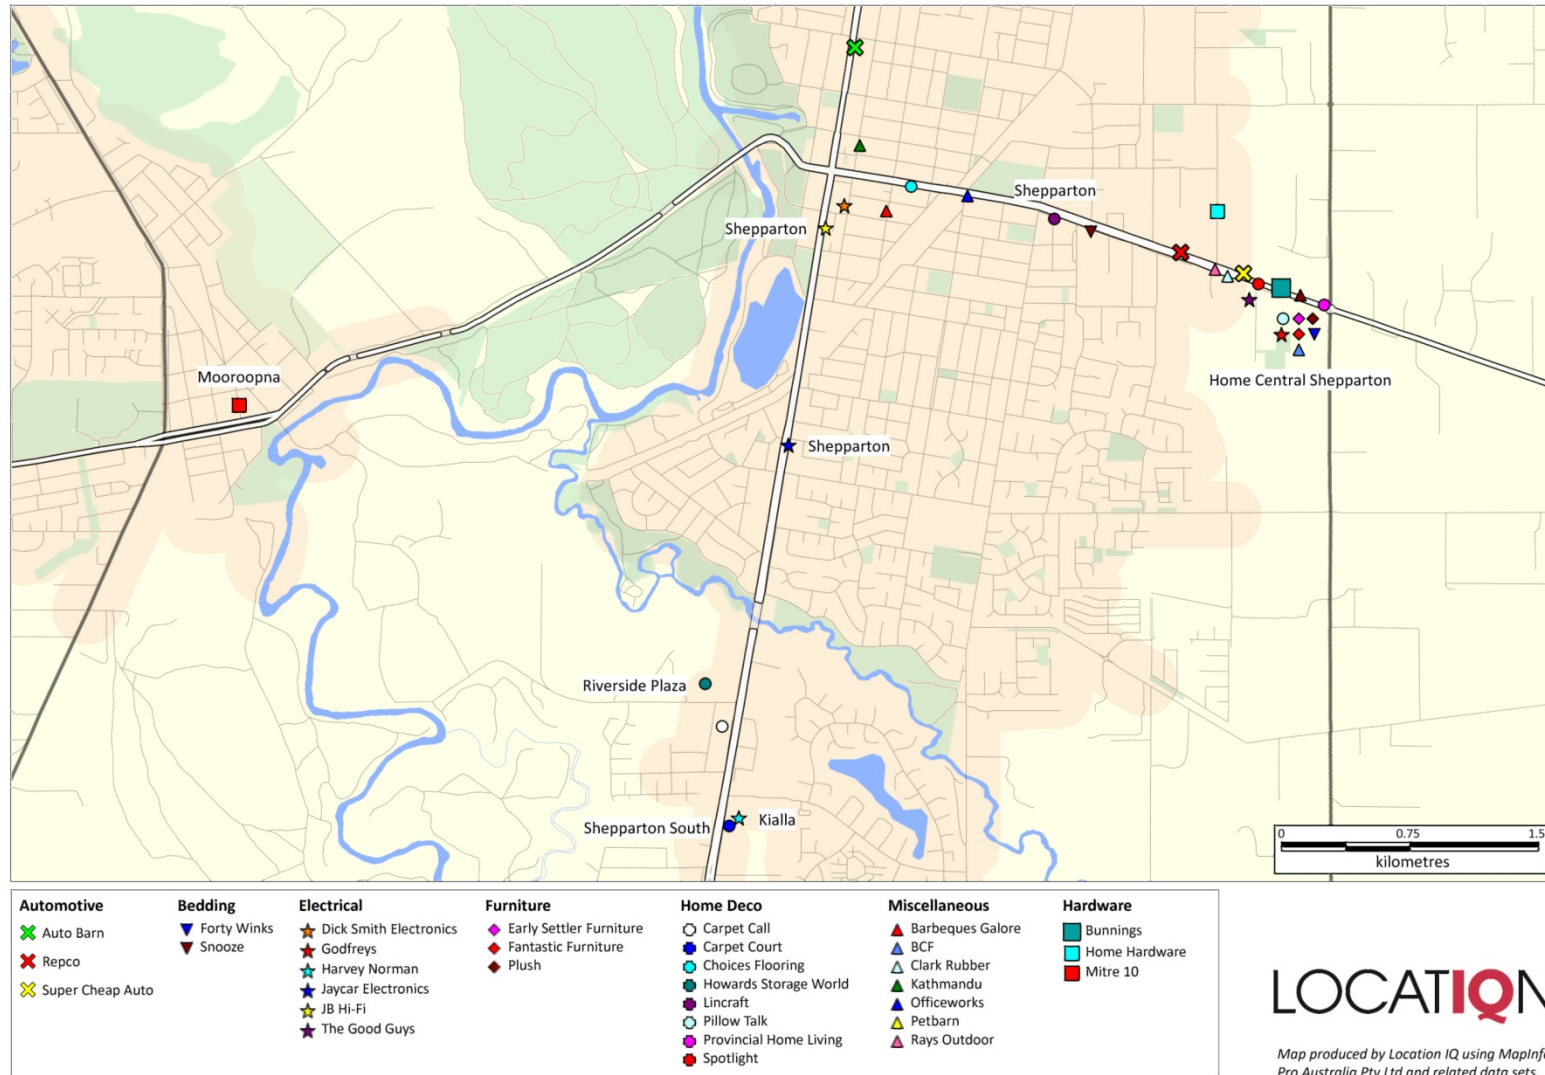 Shepparton
Shepparton
Mooroopna
Home Central Shepparton
Shepparton
Riverside Plaza
Shepparton South
Kialla
0 0.75 1.5
kilometres
Automotive
Auto Barn
Repco
Super Cheap Auto
Bedding
Forty Winks
Snooze
Electrical
Dick Smith Electronics
Godfreys
Harvey Norman
Jaycar Electronics
JB Hi-Fi
The Good Guys
Furniture
Early Settler Furniture
Fantastic Furniture
Plush
Home Deco
Carpet Call
Carpet Court
Choices Flooring
Howards Storage World
Lincraft
Pillow Talk
Provincial Home Living
Spotlight
Miscellaneous
Barbeques Galore
BCF
Clark Rubber
Kathmandu
Officeworks
Petbarn
Rays Outdoor
Hardware
Bunnings
Home Hardware
Mitre 10
LOCATIQN
Map produced by Location IQ using MapInfo
Pro Australia Pty Ltd and related data sets